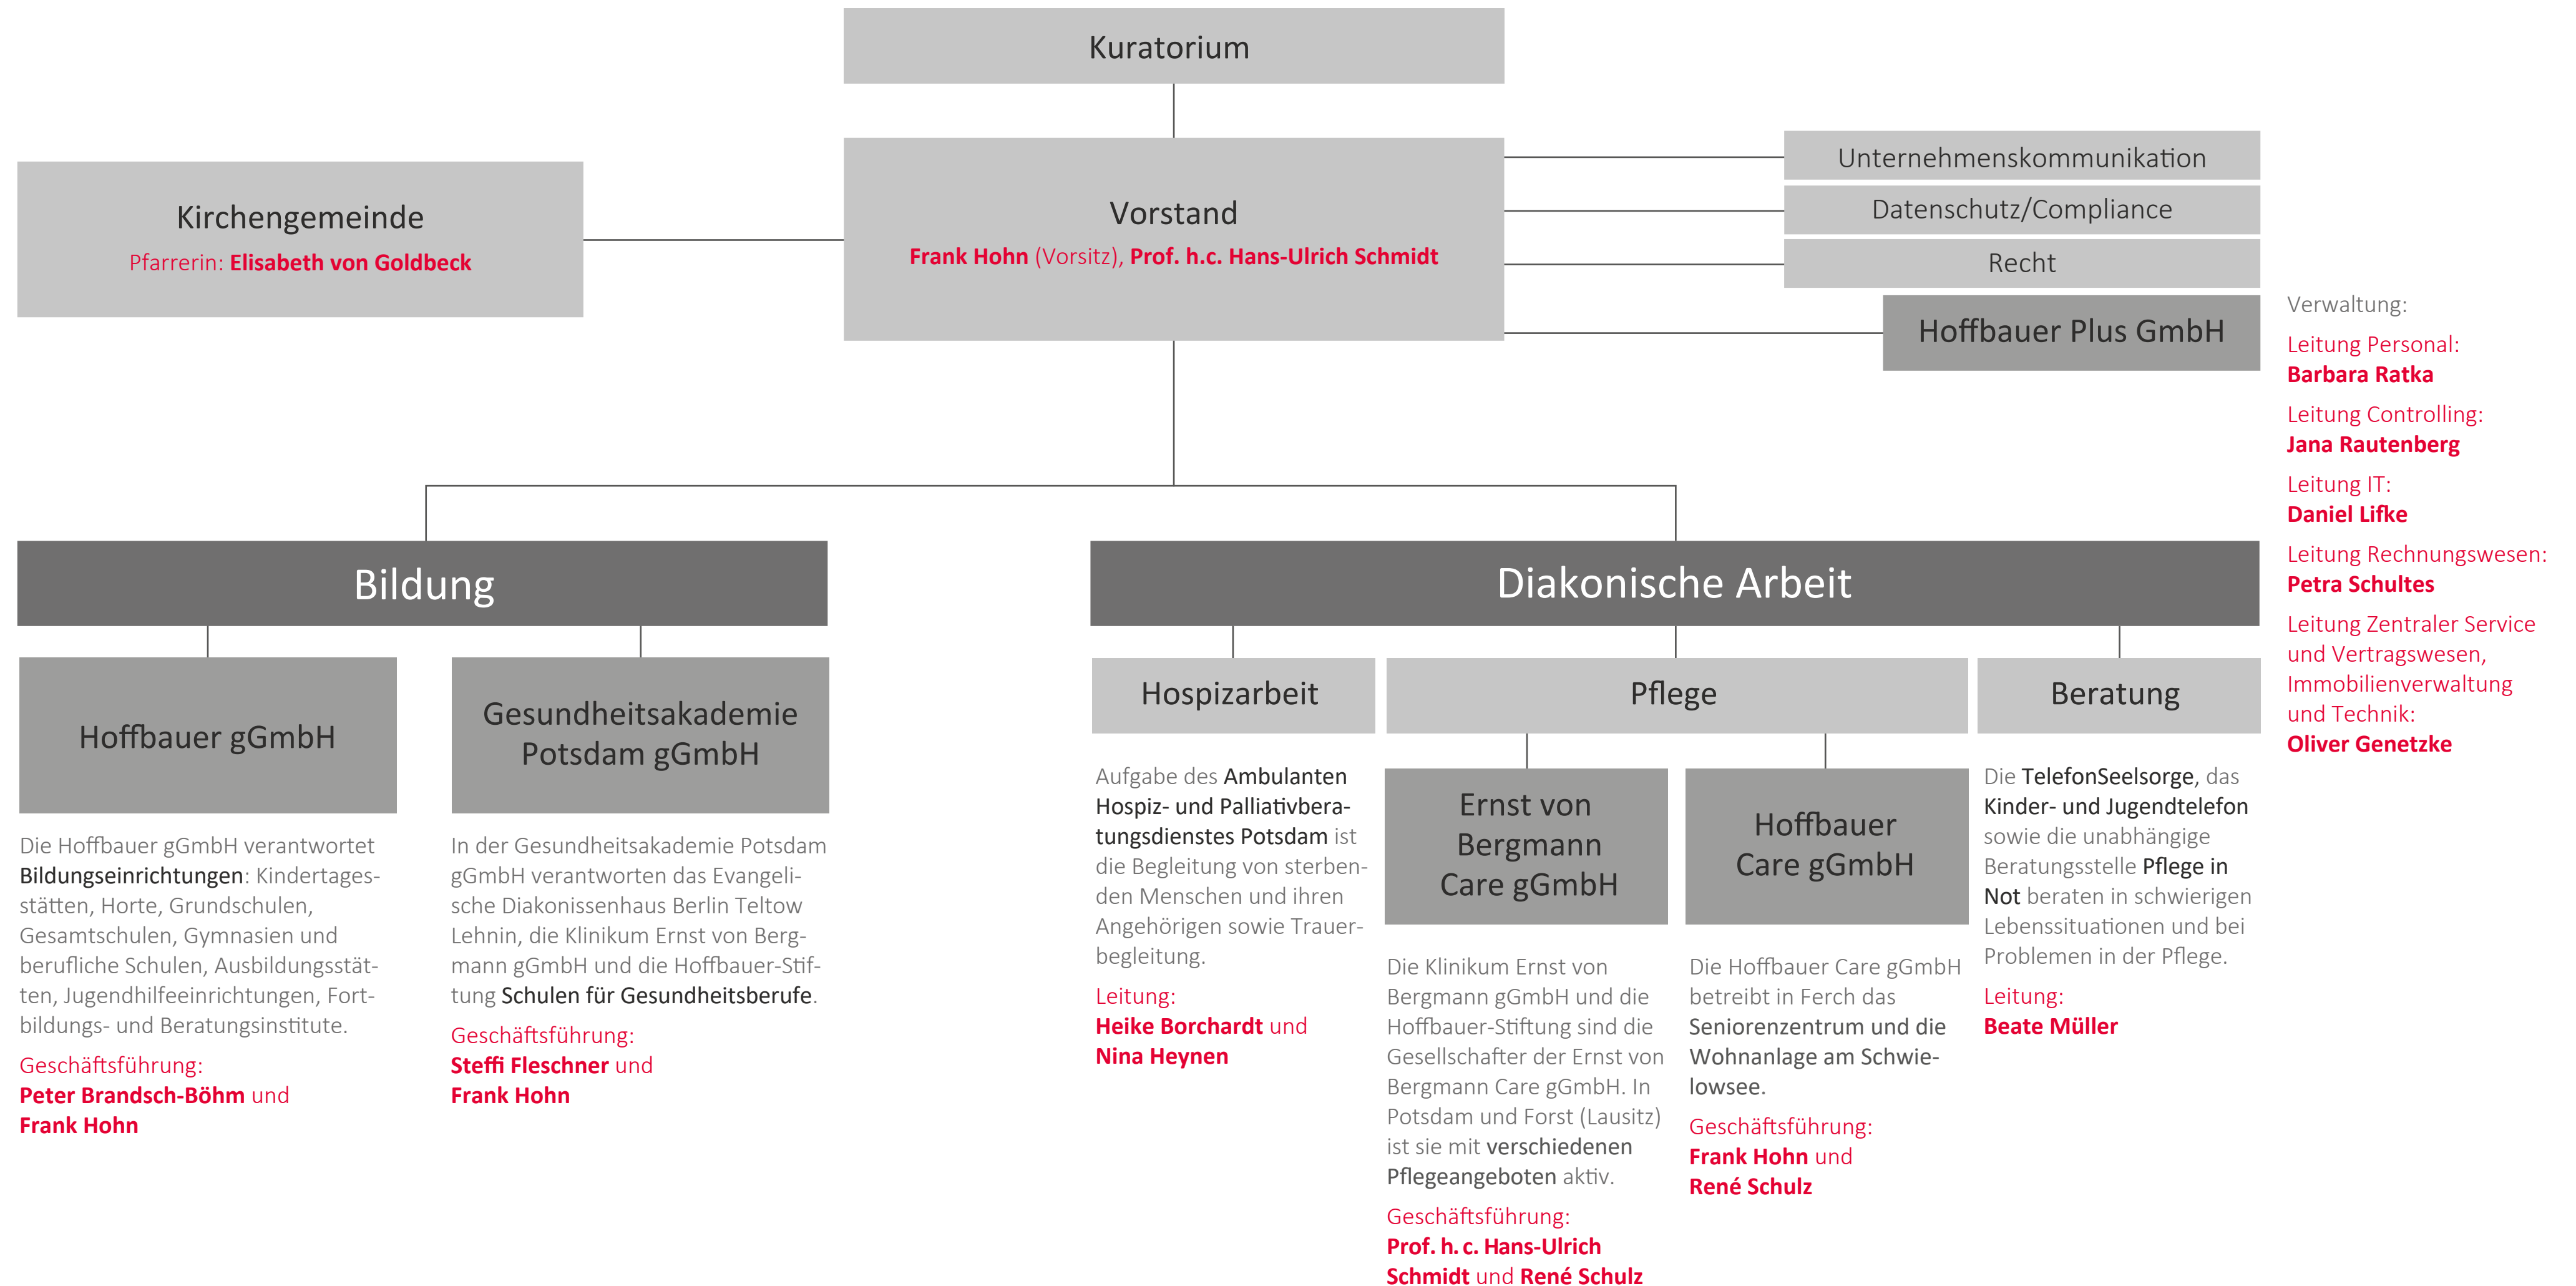 Kuratorium
Kirchengemeinde
Pfarrerin: Elisabeth von Goldbeck
Vorstand
Frank Hohn (Vorsitz), Prof. h.c. Hans-Ulrich Schmidt
Unternehmenskommunikation
Datenschutz/Compliance
Recht
Hoffbauer Plus GmbH
Verwaltung:
Leitung Personal:
Barbara Ratka
Leitung Controlling:
Jana Rautenberg
Leitung IT:
Daniel Lifke
Leitung Rechnungswesen:
Petra Schultes
Leitung Zentraler Service
und Vertragswesen,
Immobilienverwaltung
und Technik:
Oliver Genetzke
Bildung
Hoffbauer gGmbH
Die Hoffbauer gGmbH verantwortet
Bildungseinrichtungen: Kindertages-
stätten, Horte, Grundschulen,
Gesamtschulen, Gymnasien und
berufliche Schulen, Ausbildungsstät-
ten, Jugendhilfeeinrichtungen, Fort-
bildungs- und Beratungsinstitute.
Geschäftsführung:
Peter Brandsch-Böhm und
Frank Hohn
Gesundheitsakademie
Potsdam gGmbH
In der Gesundheitsakademie Potsdam
gGmbH verantworten das Evangeli-
sche Diakonissenhaus Berlin Teltow
Lehnin, die Klinikum Ernst von Berg-
mann gGmbH und die Hoffbauer-Stif-
tung Schulen für Gesundheitsberufe.
Geschäftsführung:
Steffi Fleschner und
Frank Hohn
Diakonische Arbeit
Hospizarbeit
Aufgabe des Ambulanten
Hospiz- und Palliativbera-
tungsdienstes Potsdam ist
die Begleitung von sterben-
den Menschen und ihren
Angehörigen sowie Trauer-
begleitung.
Leitung:
Heike Borchardt und
Nina Heynen
Pflege
Ernst von
Bergmann
Care gGmbH
Die Klinikum Ernst von
Bergmann gGmbH und die
Hoffbauer-Stiftung sind die
Gesellschafter der Ernst von
Bergmann Care gGmbH. In
Potsdam und Forst (Lausitz)
ist sie mit verschiedenen
Pflegeangeboten aktiv.
Geschäftsführung:
Prof. h. c. Hans-Ulrich
Schmidt und René Schulz
Hoffbauer
Care gGmbH
Die Hoffbauer Care gGmbH
betreibt in Ferch das
Seniorenzentrum und die
Wohnanlage am Schwie-
lowsee.
Geschäftsführung:
Frank Hohn und
René Schulz
Beratung
Die TelefonSeelsorge, das
Kinder- und Jugendtelefon
sowie die unabhängige
Beratungsstelle Pflege in
Not beraten in schwierigen
Lebenssituationen und bei
Problemen in der Pflege.
Leitung:
Beate Müller